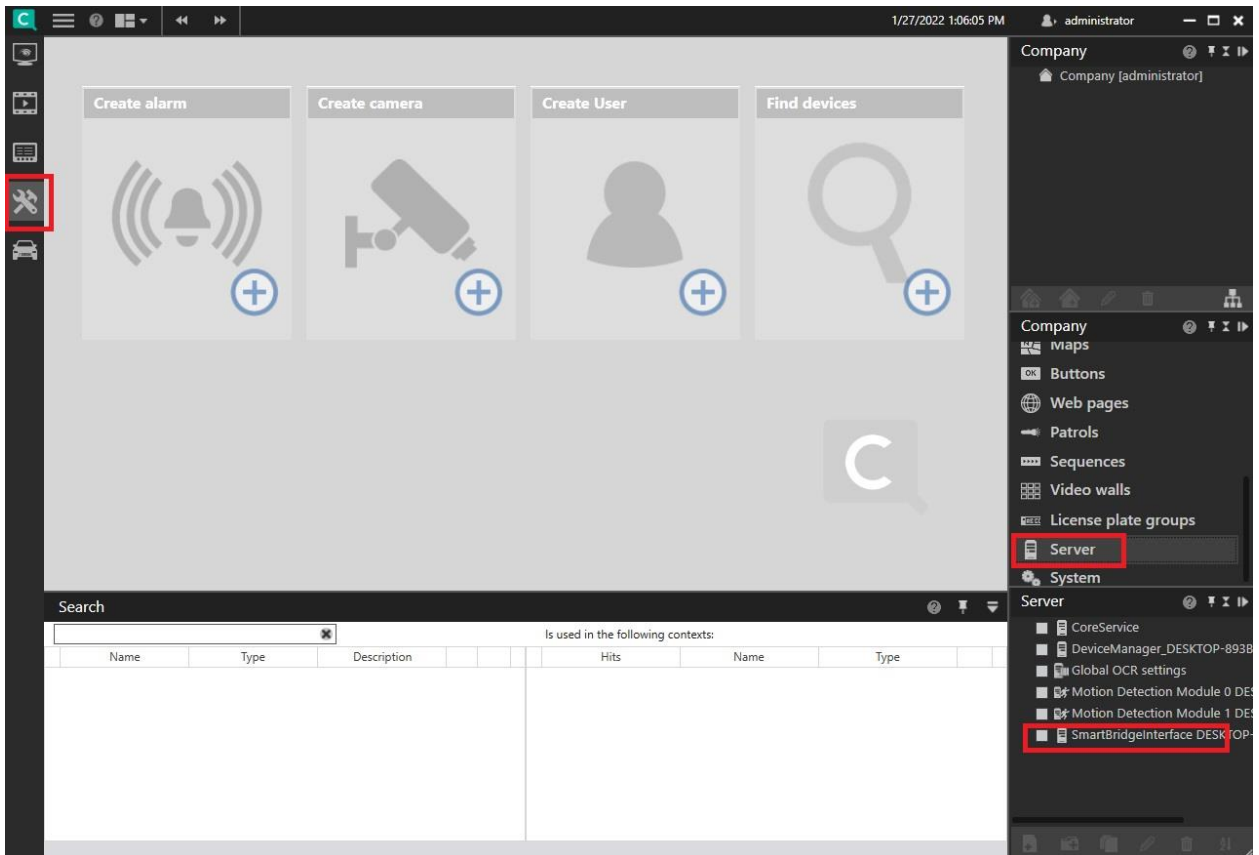 C 1/27/2022 1:06:05 PM administrator
Company
Company [administrator]
Create alarm
Create camera
Create User
Find devices
Company
Maps
OK Buttons
Web pages
Patrols
Sequences
Video walls
License plate groups
Server
System
C
Search
Is used in the following contexts:
Name Type Description Hits Name Type
Server
CoreService
DeviceManager_DESKTOP-893B
Global OCR settings
Motion Detection Module 0 DES
Motion Detection Module 1 DES
SmartBridgeInterface DESKTOP-